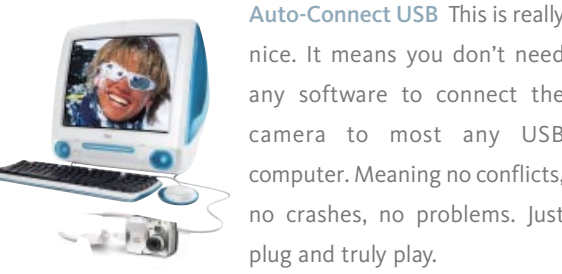 Auto-Connect USB This is really
nice. It means you don’t need
any software to connect the
camera to most any USB
computer. Meaning no conflicts,
no crashes, no problems. Just
plug and truly play.